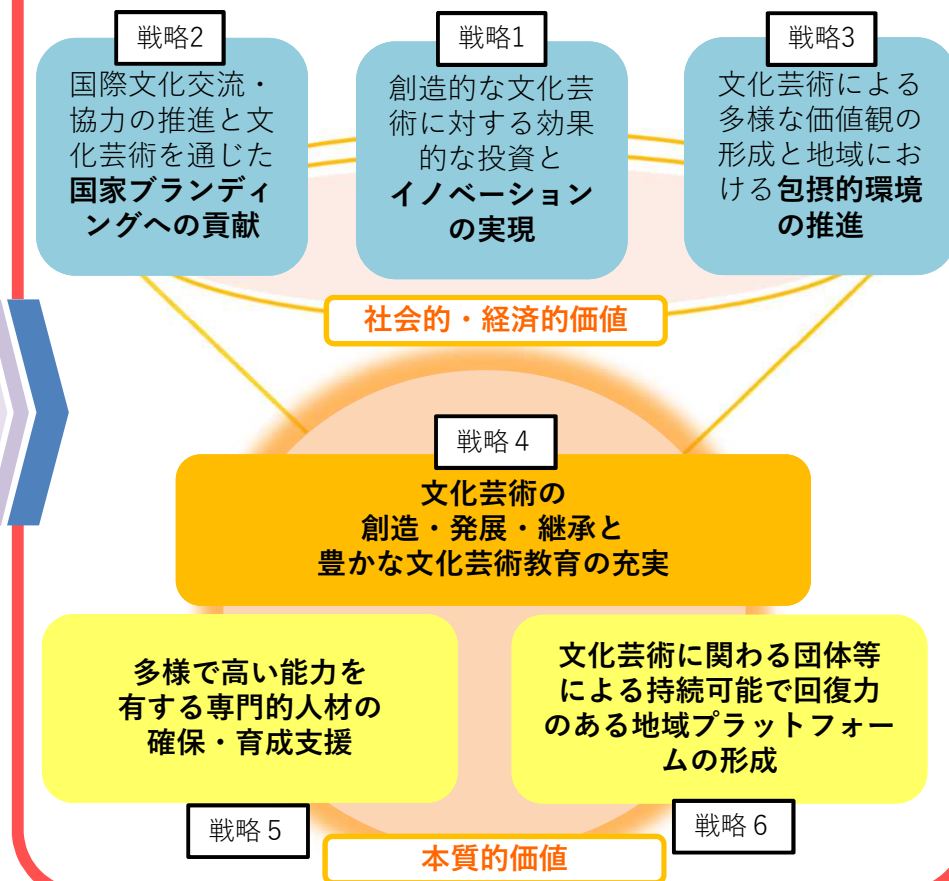 戦略2
国際文化交流・
協力の推進と文
化芸術を通じた
国家ブランディ
ングへの貢献
戦略1
創造的な文化芸
術に対する効果
的な投資と
イノベーション
の実現
戦略3
文化芸術による
多様な価値観の
形成と地域にお
ける包摂的環境
の推進
社会的・経済的価値
戦略４
文化芸術の
創造・発展・継承と
豊かな文化芸術教育の充実
多様で高い能力を
有する専門的人材の
確保・育成支援
戦略５
文化芸術に関わる団体等
による持続可能で回復力
のある地域プラットフォー
ムの形成
戦略６
本質的価値